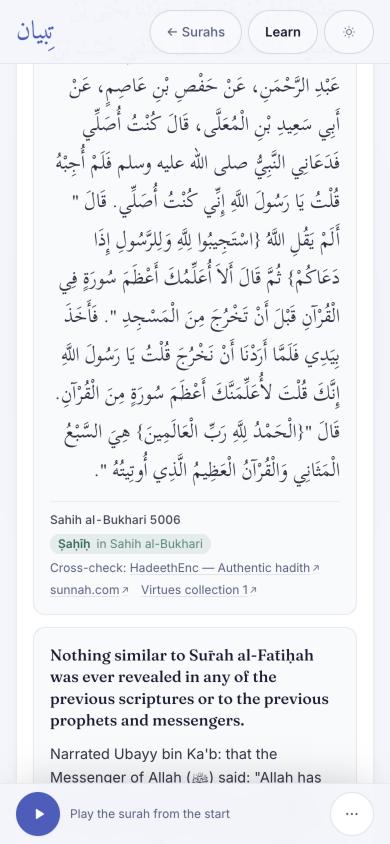 تِبيان
← Surahs
Learn
عَبْدِ الرَّحْمَنِ، عَنْ حَفْصِ بْنِ عَاصِمٍ، عَنْ
أَبِي سَعِيدِ بْنِ الْمُعَلَّى، قَالَ كُنْتُ أُصَلِّي
فَدَعَانِي النَّبِيُّ صلى الله عليه وسلم فَلَمْ أُجِبْهُ
قُلْتُ يَا رَسُولَ اللَّهِ إِنِّي كُنْتُ أُصَلِّي. قَالَ "
أَلَمْ يَقُلِ اللَّهُ {اسْتَجِيبُوا لِلَّهِ وَلِلرَّسُولِ إِذَا
دَعَاكُمْ} ثُمَّ قَالَ أَلاَ أُعَلِّمُكَ أَعْظَمَ سُورَةٍ فِي
الْقُرْآنِ قَبْلَ أَنْ تَخْرُجَ مِنَ الْمَسْجِدِ ". فَأَخَذَ
بِيَدِي فَلَمَّا أَرَدْنَا أَنْ نَخْرُجَ قُلْتُ يَا رَسُولَ اللَّهِ
إِنَّكَ قُلْتَ لأُعَلِّمَنَّكَ أَعْظَمَ سُورَةٍ مِنَ الْقُرْآنِ.
قَالَ "{الْحَمْدُ لِلَّهِ رَبِّ الْعَالَمِينَ} هِيَ السَّبْعُ
الْمَثَانِي وَالْقُرْآنُ الْعَظِيمُ الَّذِي أُوتِيتُهُ ".
Sahih al-Bukhari 5006
Ṣaḥīḥ in Sahih al-Bukhari
Cross-check: HadeethEnc — Authentic hadith↗
sunnah.com↗ Virtues collection 1↗
Nothing similar to Sūrah al-Fātiḥah
was ever revealed in any of the
previous scriptures or to the previous
prophets and messengers.
Narrated Ubayy bin Ka'b: that the
Messenger of Allah (ﷺ) said: "Allah has
Play the surah from the start